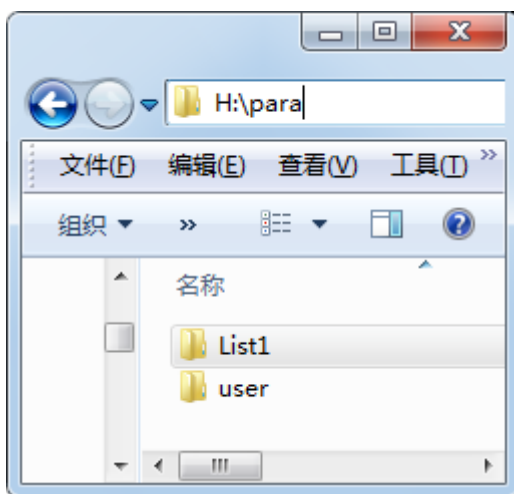 H:\para
文件(F) 编辑(E) 查看(V) 工具(T) »
组织 »
名称
List1
user